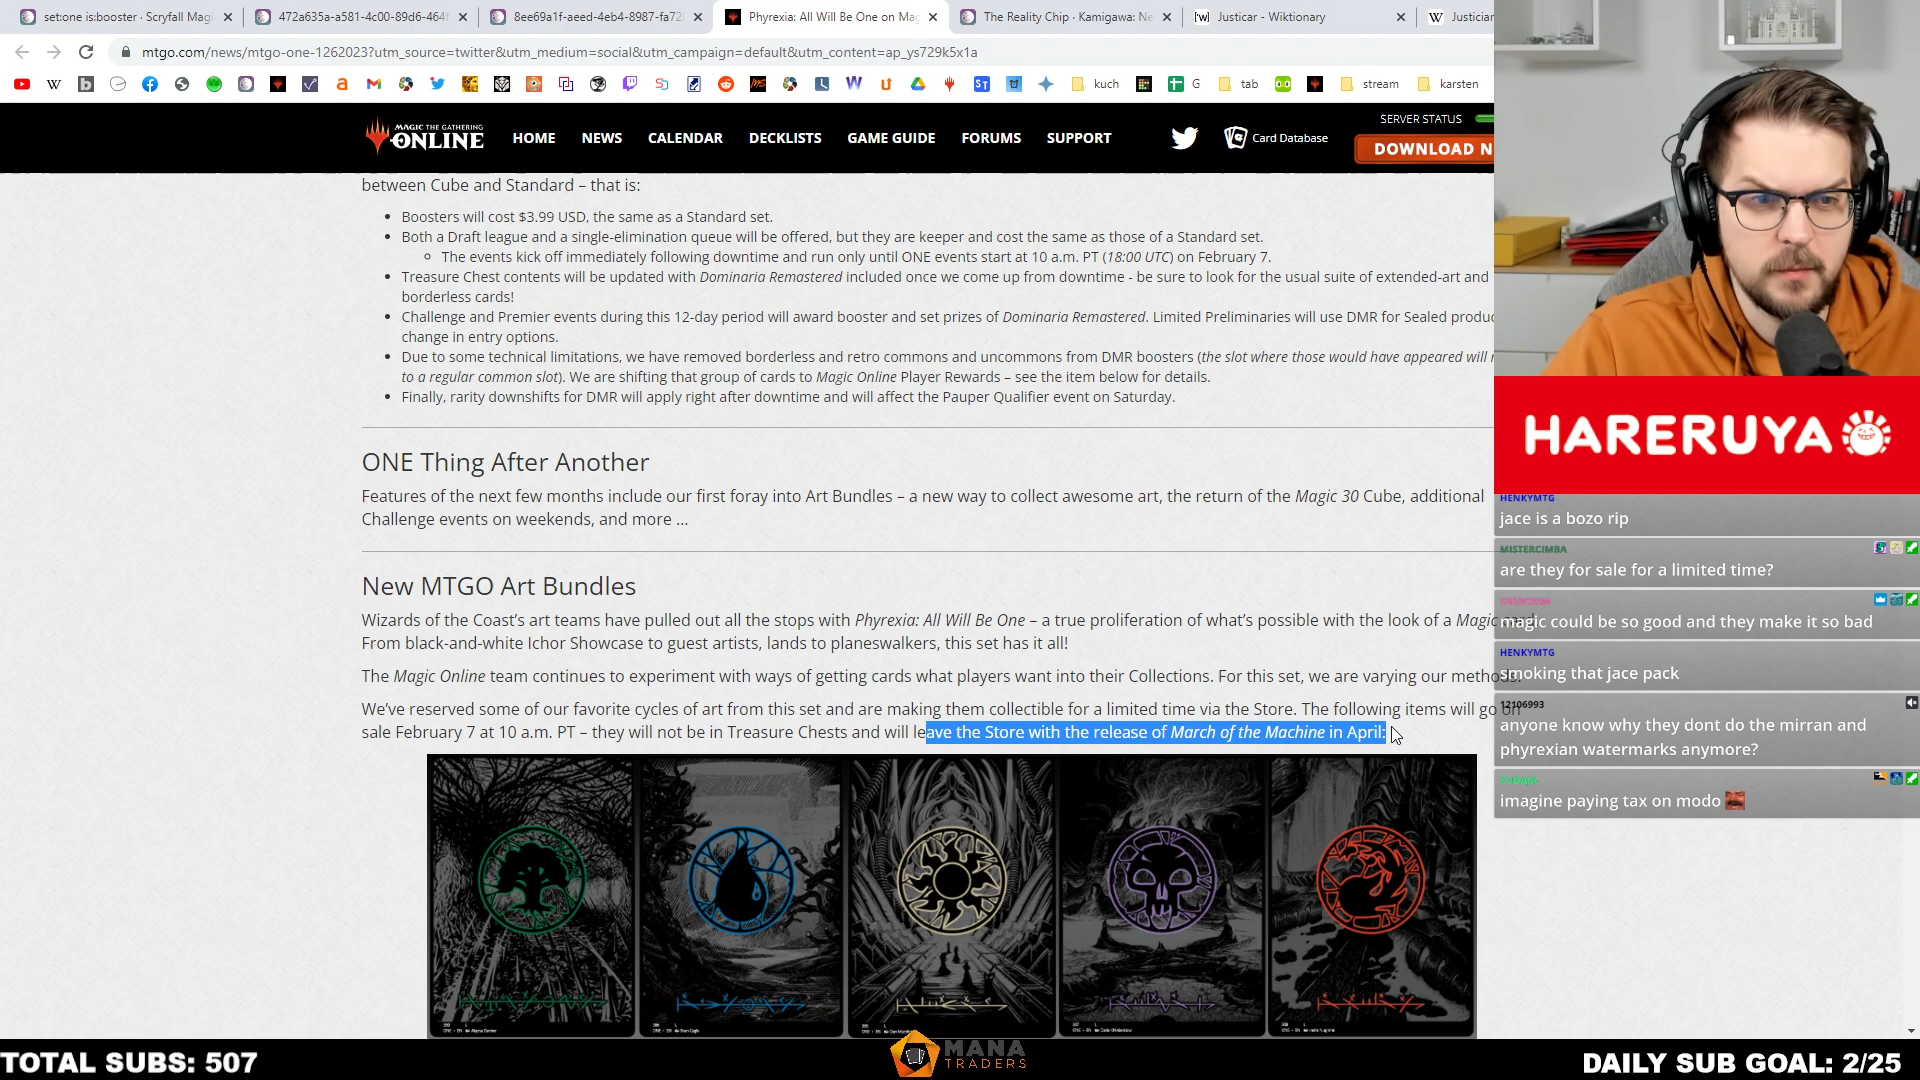 set:one is:booster · Scryfall Magi
472a635a-a581-4c00-89d6-464f
8ee69a1f-aeed-4eb4-8987-fa72
Phyrexia: All Will Be One on Mag
The Reality Chip · Kamigawa: Ne
Justicar - Wiktionary
Justiciar
mtgo.com/news/mtgo-one-1262023?utm_source=twitter&utm_medium=social&utm_campaign=default&utm_content=ap_ys729k5x1a
kuch
G
tab
stream
karsten
MAGIC THE GATHERING
ONLINE
HOME
NEWS
CALENDAR
DECKLISTS
GAME GUIDE
FORUMS
SUPPORT
Card Database
SERVER STATUS
DOWNLOAD N
between Cube and Standard – that is:
• Boosters will cost $3.99 USD, the same as a Standard set.
• Both a Draft league and a single-elimination queue will be offered, but they are keeper and cost the same as those of a Standard set.
The events kick off immediately following downtime and run only until ONE events start at 10 a.m. PT (18:00 UTC) on February 7.
• Treasure Chest contents will be updated with Dominaria Remastered included once we come up from downtime - be sure to look for the usual suite of extended-art and
borderless cards!
• Challenge and Premier events during this 12-day period will award booster and set prizes of Dominaria Remastered. Limited Preliminaries will use DMR for Sealed produ
change in entry options.
• Due to some technical limitations, we have removed borderless and retro commons and uncommons from DMR boosters (the slot where those would have appeared will r
to a regular common slot). We are shifting that group of cards to Magic Online Player Rewards – see the item below for details.
• Finally, rarity downshifts for DMR will apply right after downtime and will affect the Pauper Qualifier event on Saturday.
ONE Thing After Another
Features of the next few months include our first foray into Art Bundles – a new way to collect awesome art, the return of the Magic 30 Cube, additional
Challenge events on weekends, and more ...
New MTGO Art Bundles
Wizards of the Coast's art teams have pulled out all the stops with Phyrexia: All Will Be One – a true proliferation of what's possible with the look of a Magic
From black-and-white Ichor Showcase to guest artists, lands to planeswalkers, this set has it all!
The Magic Online team continues to experiment with ways of getting cards what players want into their Collections. For this set, we are varying our methods.
We've reserved some of our favorite cycles of art from this set and are making them collectible for a limited time via the Store. The following items will go on
sale February 7 at 10 a.m. PT – they will not be in Treasure Chests and will leave the Store with the release of March of the Machine in April:
HARERUYA
HENKYMTG
jace is a bozo rip
MISTERCIMBA
are they for sale for a limited time?
magic could be so good and they make it so bad
HENKYMTG
smoking that jace pack
12106993
anyone know why they dont do the mirran and
phyrexian watermarks anymore?
imagine paying tax on modo
TOTAL SUBS: 507
MANA
TRADERS
DAILY SUB GOAL: 2/25